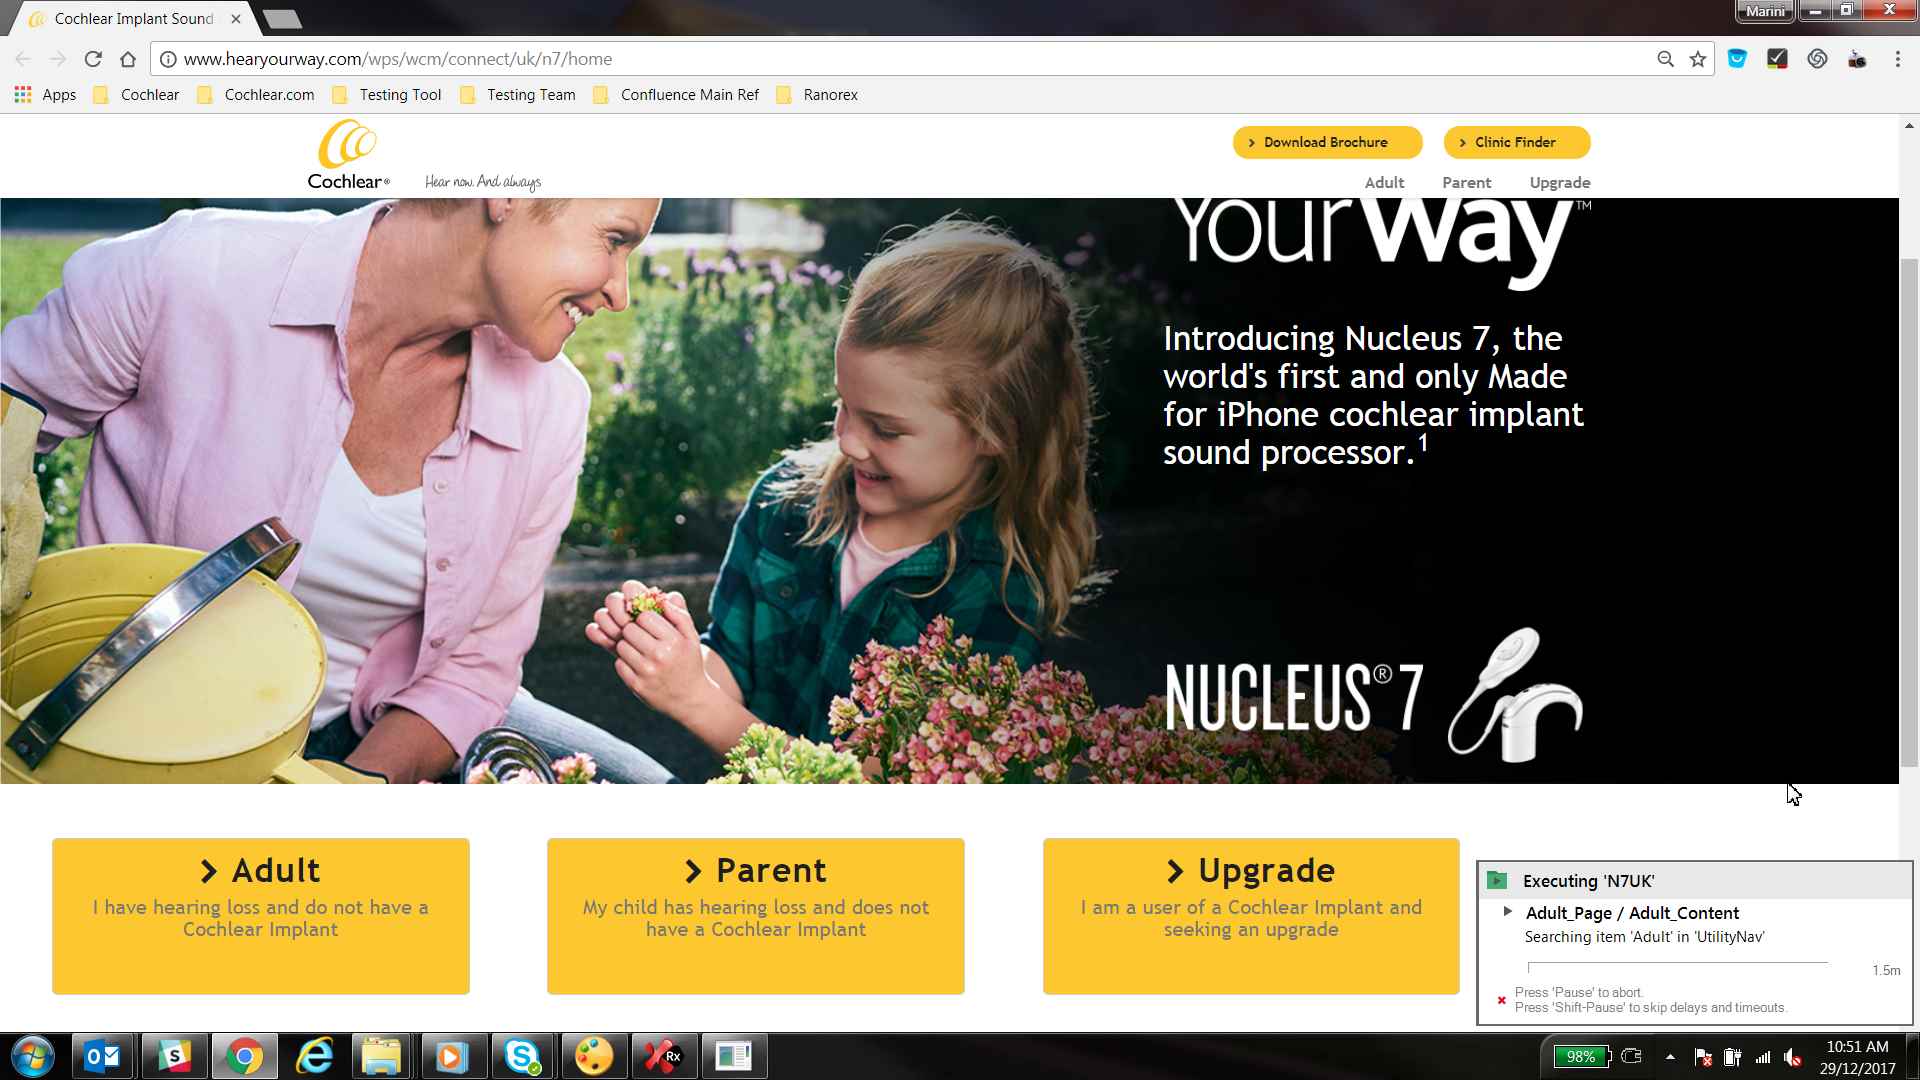 Cochlear Implant Sound
Marini
www.hearyourway.com/wps/wcm/connect/uk/n7/home
Apps Cochlear Cochlear.com Testing Tool Testing Team Confluence Main Ref Ranorex
Cochlear®
Hear now. And always
Download Brochure
Clinic Finder
Adult Parent Upgrade
YourWay™
Introducing Nucleus 7, the
world's first and only Made
for iPhone cochlear implant
sound processor.1
NUCLEUS® 7
Adult
I have hearing loss and do not have a
Cochlear Implant
Parent
My child has hearing loss and does not
have a Cochlear Implant
Upgrade
I am a user of a Cochlear Implant and
seeking an upgrade
Executing 'N7UK'
Adult_Page / Adult_Content
Searching item 'Adult' in 'UtilityNav'
1.5m
Press 'Pause' to abort.
Press 'Shift-Pause' to skip delays and timeouts.
Rx
98%
10:51 AM
29/12/2017